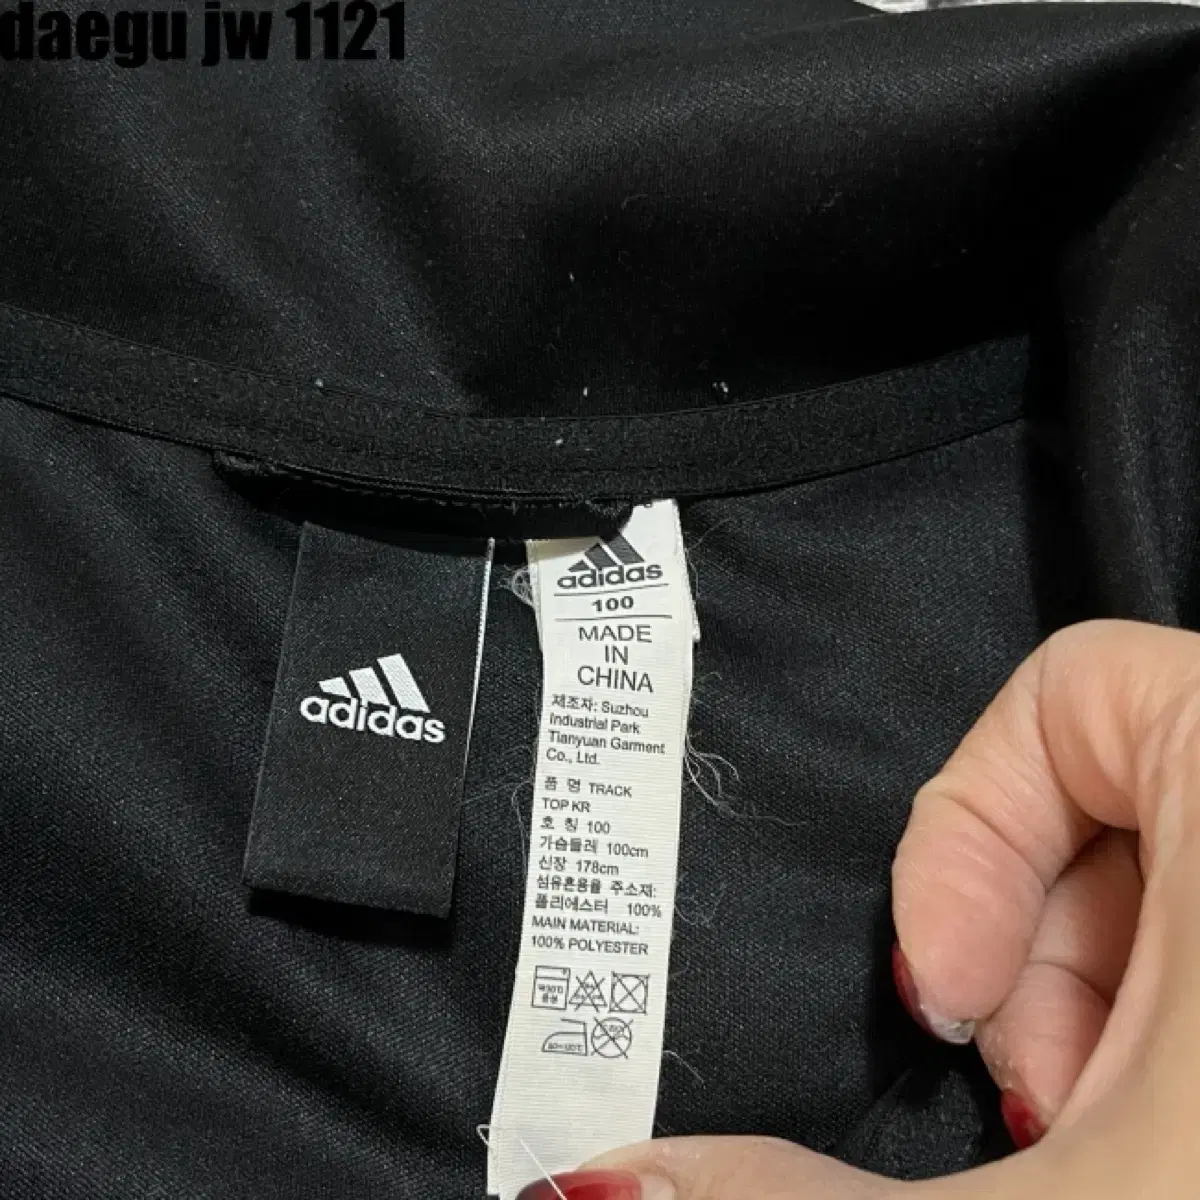 daegu jw 1121
adidas
adidas
100
MADE
IN
CHINA
제조자: Suzhou
Industrial Park
Tianyuan Garment
Co., Ltd.
품 명 TRACK
TOP KR
호 칭 100
가슴둘레 100cm
신장 178cm
섬유혼용율 주소재:
폴리에스터 100%
MAIN MATERIAL:
100% POLYESTER